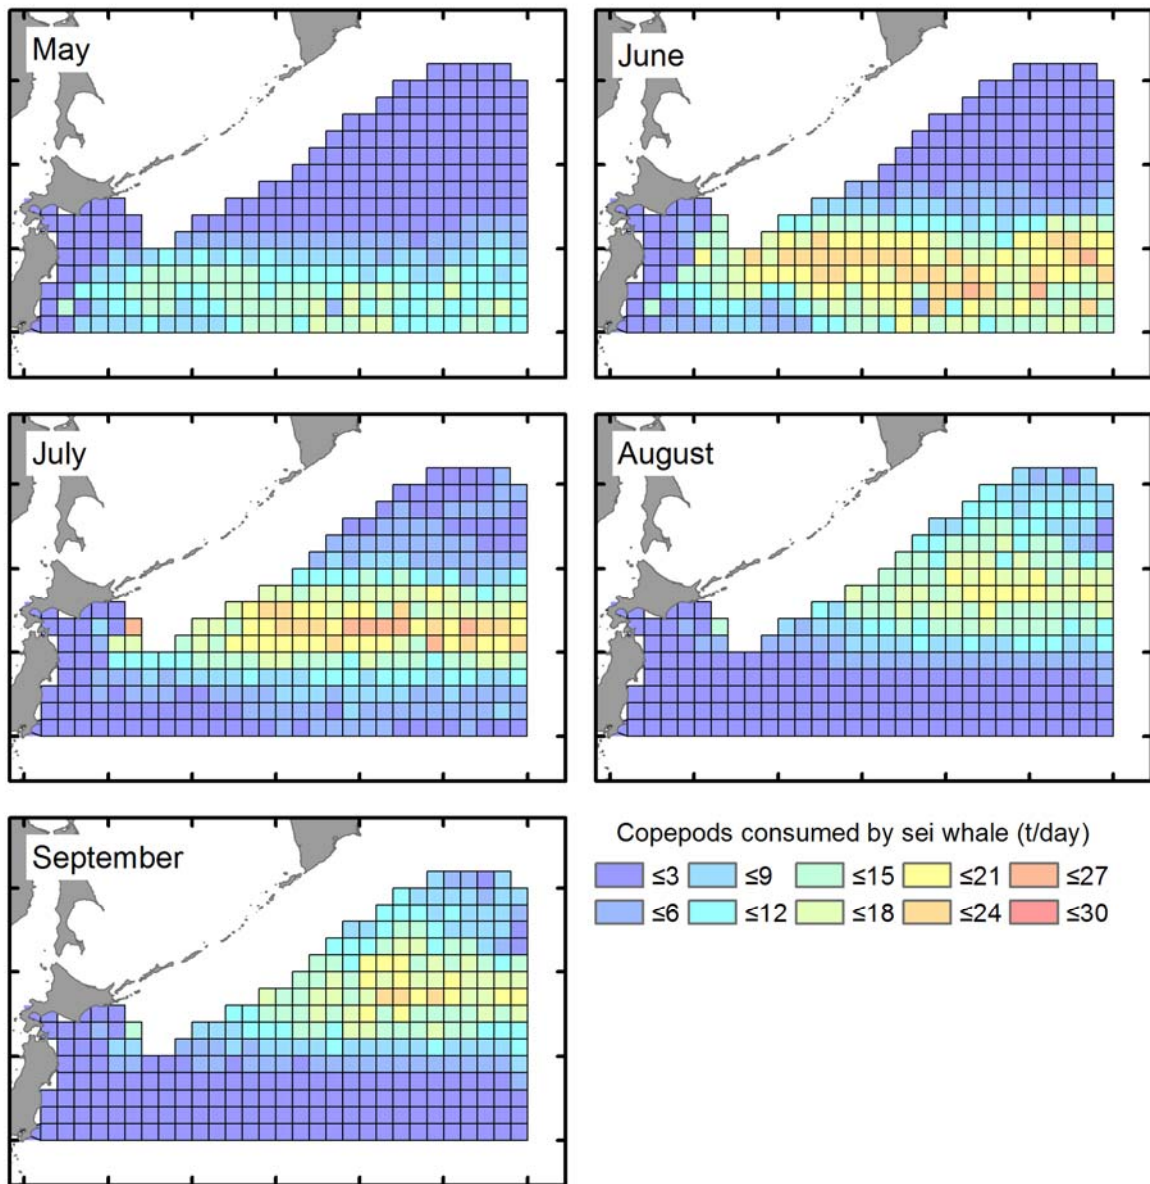 May
June
July
August
September
Copepods consumed by sei whale (t/day)
≤3 ≤9 ≤15 ≤21 ≤27
≤6 ≤12 ≤18 ≤24 ≤30